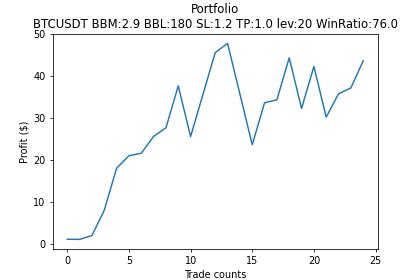 Portfolio
BTCUSDT BBM:2.9 BBL:180 SL:1.2 TP:1.0 lev:20 WinRatio:76.0
50
40
30
20
10
0
Profit ($)
0 5 10 15 20 25
Trade counts